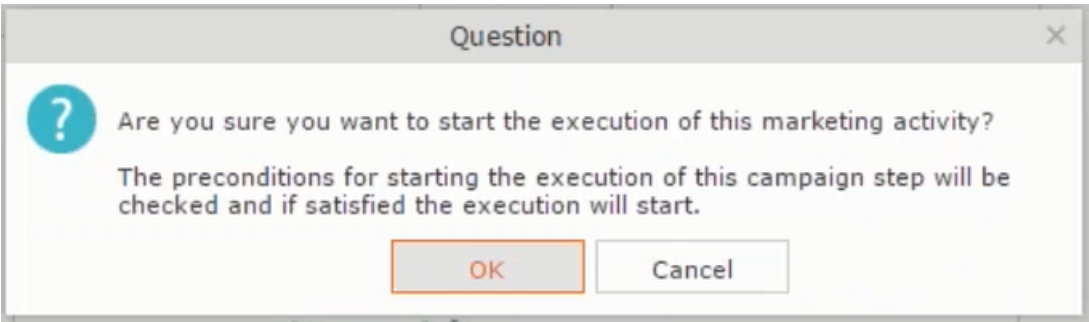 Question
Are you sure you want to start the execution of this marketing activity?
The preconditions for starting the execution of this campaign step will be
checked and if satisfied the execution will start.
OK Cancel